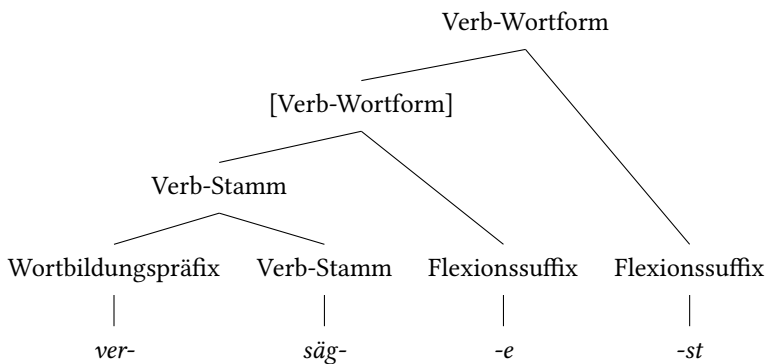 Verb-Wortform
[Verb-Wortform]
Verb-Stamm
Wortbildungspräfix Verb-Stamm Flexionssuffix Flexionssuffix
ver- säg- -e -st